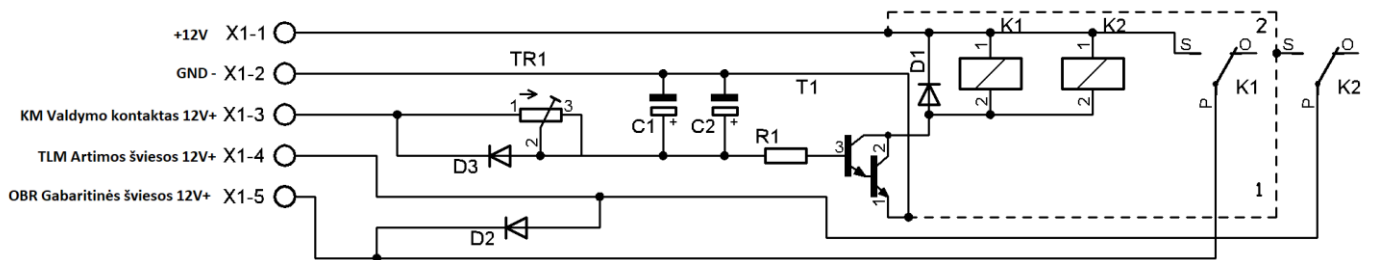 +12V X1-1
GND - X1-2
KM Valdymo kontaktas 12V+ X1-3
TLM Artimos šviesos 12V+ X1-4
OBR Gabaritinės šviesos 12V+ X1-5
TR1
1
3
2
D3
D2
C1
+
C2
+
R1
T1
3
2
1
D1
K1
1
2
K2
1
2
2
S
O
P
K1
1
S
O
P
K2